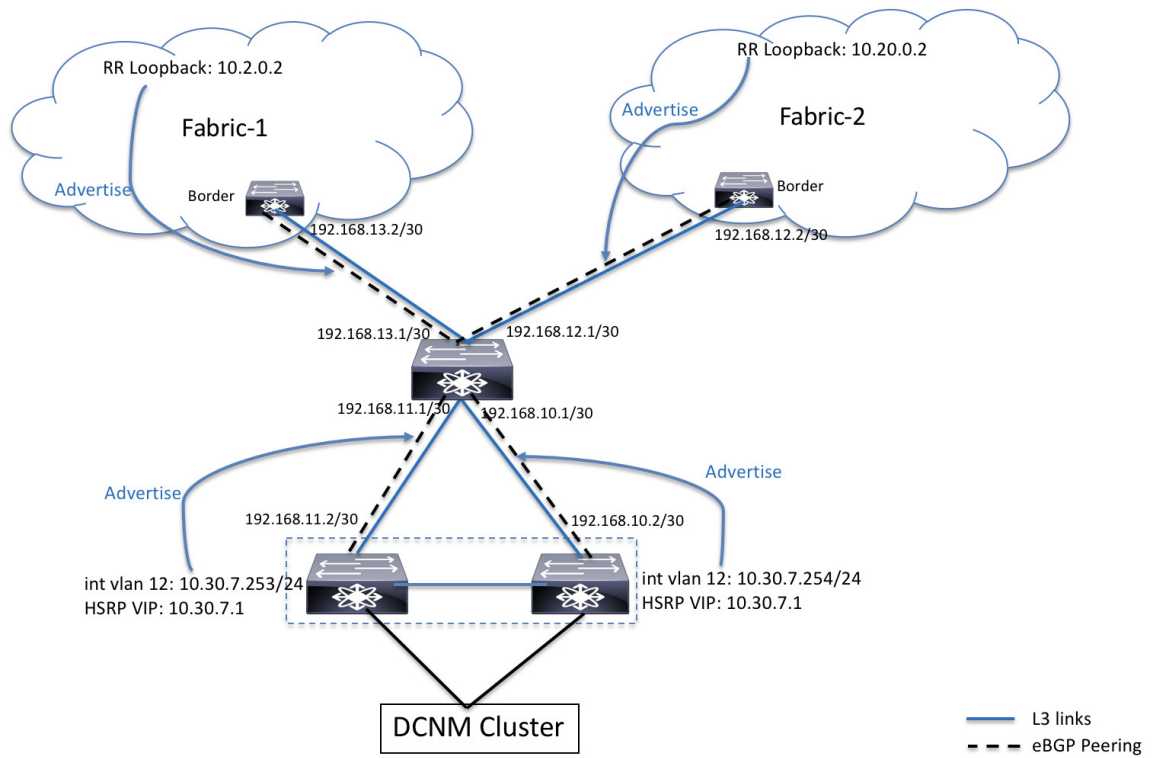 RR Loopback: 10.2.0.2
RR Loopback: 10.20.0.2
Advertise
Fabric-1
Fabric-2
Advertise
Border
Border
192.168.13.2/30
192.168.12.2/30
192.168.13.1/30
192.168.12.1/30
192.168.11.1/30
192.168.10.1/30
Advertise
Advertise
192.168.11.2/30
192.168.10.2/30
int vlan 12: 10.30.7.253/24
HSRP VIP: 10.30.7.1
int vlan 12: 10.30.7.254/24
HSRP VIP: 10.30.7.1
DCNM Cluster
L3 links
eBGP Peering